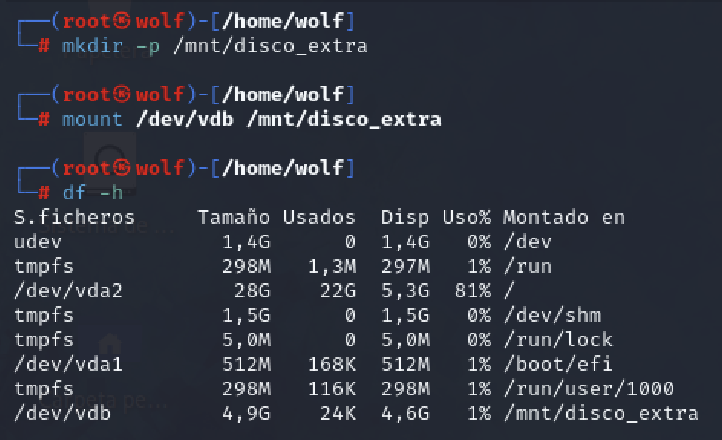 ┌──(root㉿wolf)-[/home/wolf]
└─# mkdir -p /mnt/disco_extra
┌──(root㉿wolf)-[/home/wolf]
└─# mount /dev/vdb /mnt/disco_extra
┌──(root㉿wolf)-[/home/wolf]
└─# df -h
S.ficheros     Tamaño Usados  Disp Uso% Montado en
udev             1,4G      0  1,4G   0% /dev
tmpfs            298M   1,3M  297M   1% /run
/dev/vda2         28G    22G  5,3G  81% /
tmpfs            1,5G      0  1,5G   0% /dev/shm
tmpfs            5,0M      0  5,0M   0% /run/lock
/dev/vda1        512M   168K  512M   1% /boot/efi
tmpfs            298M   116K  298M   1% /run/user/1000
/dev/vdb         4,9G    24K  4,6G   1% /mnt/disco_extra